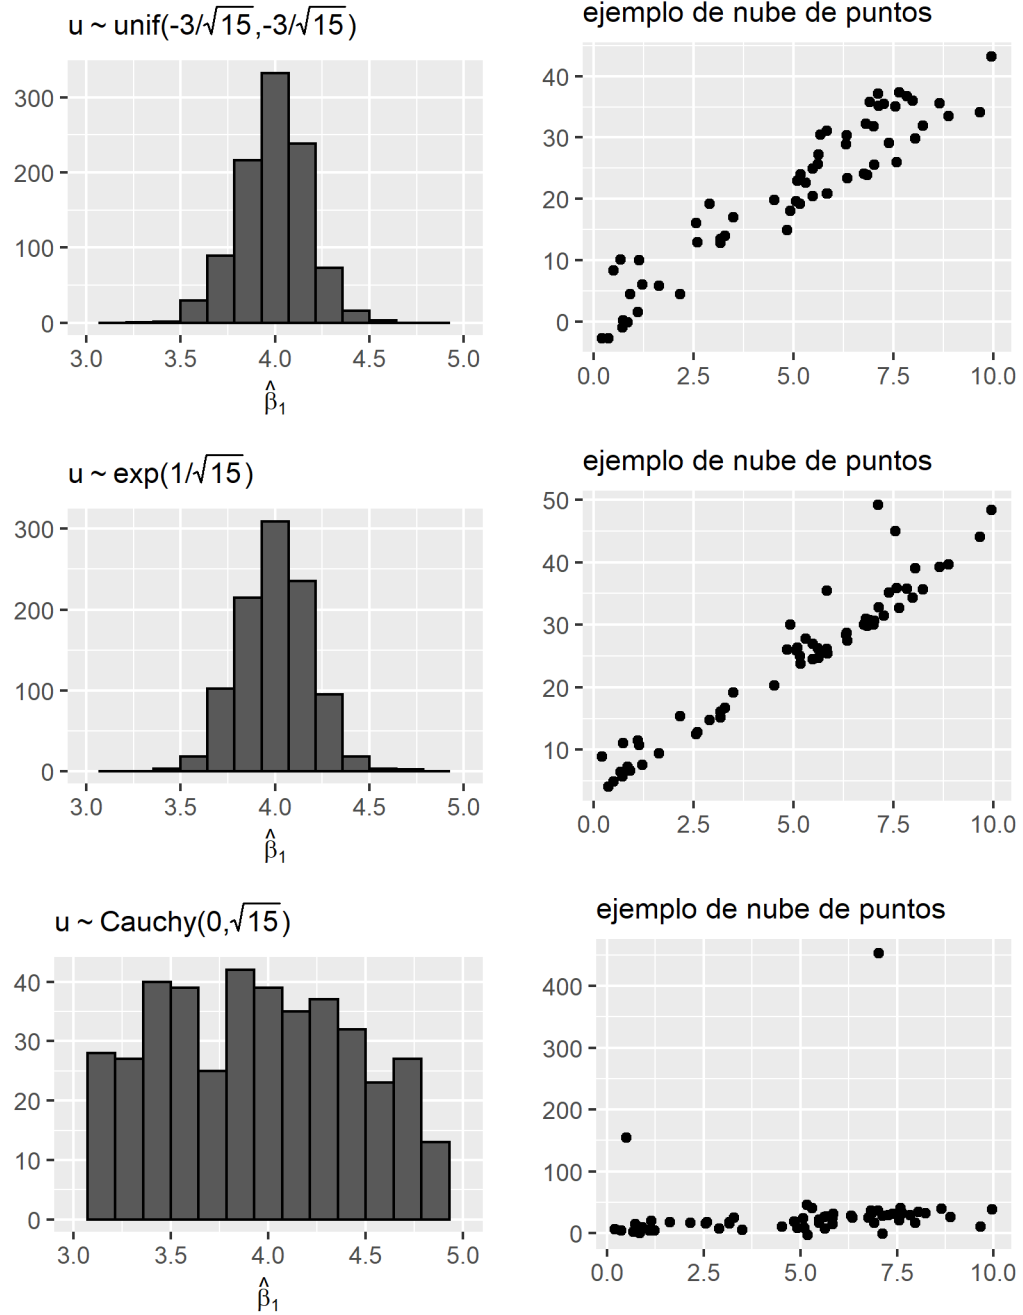 u ~ unif(-3/√15,-3/√15)
ejemplo de nube de puntos
300
200
100
0
3.0 3.5 4.0 4.5 5.0
β̂₁
40
30
20
10
0
0.0 2.5 5.0 7.5 10.0
u ~ exp(1/√15)
ejemplo de nube de puntos
300
200
100
0
3.0 3.5 4.0 4.5 5.0
β̂₁
50
40
30
20
10
0.0 2.5 5.0 7.5 10.0
u ~ Cauchy(0,√15)
ejemplo de nube de puntos
40
30
20
10
0
3.0 3.5 4.0 4.5 5.0
β̂₁
400
300
200
100
0
0.0 2.5 5.0 7.5 10.0